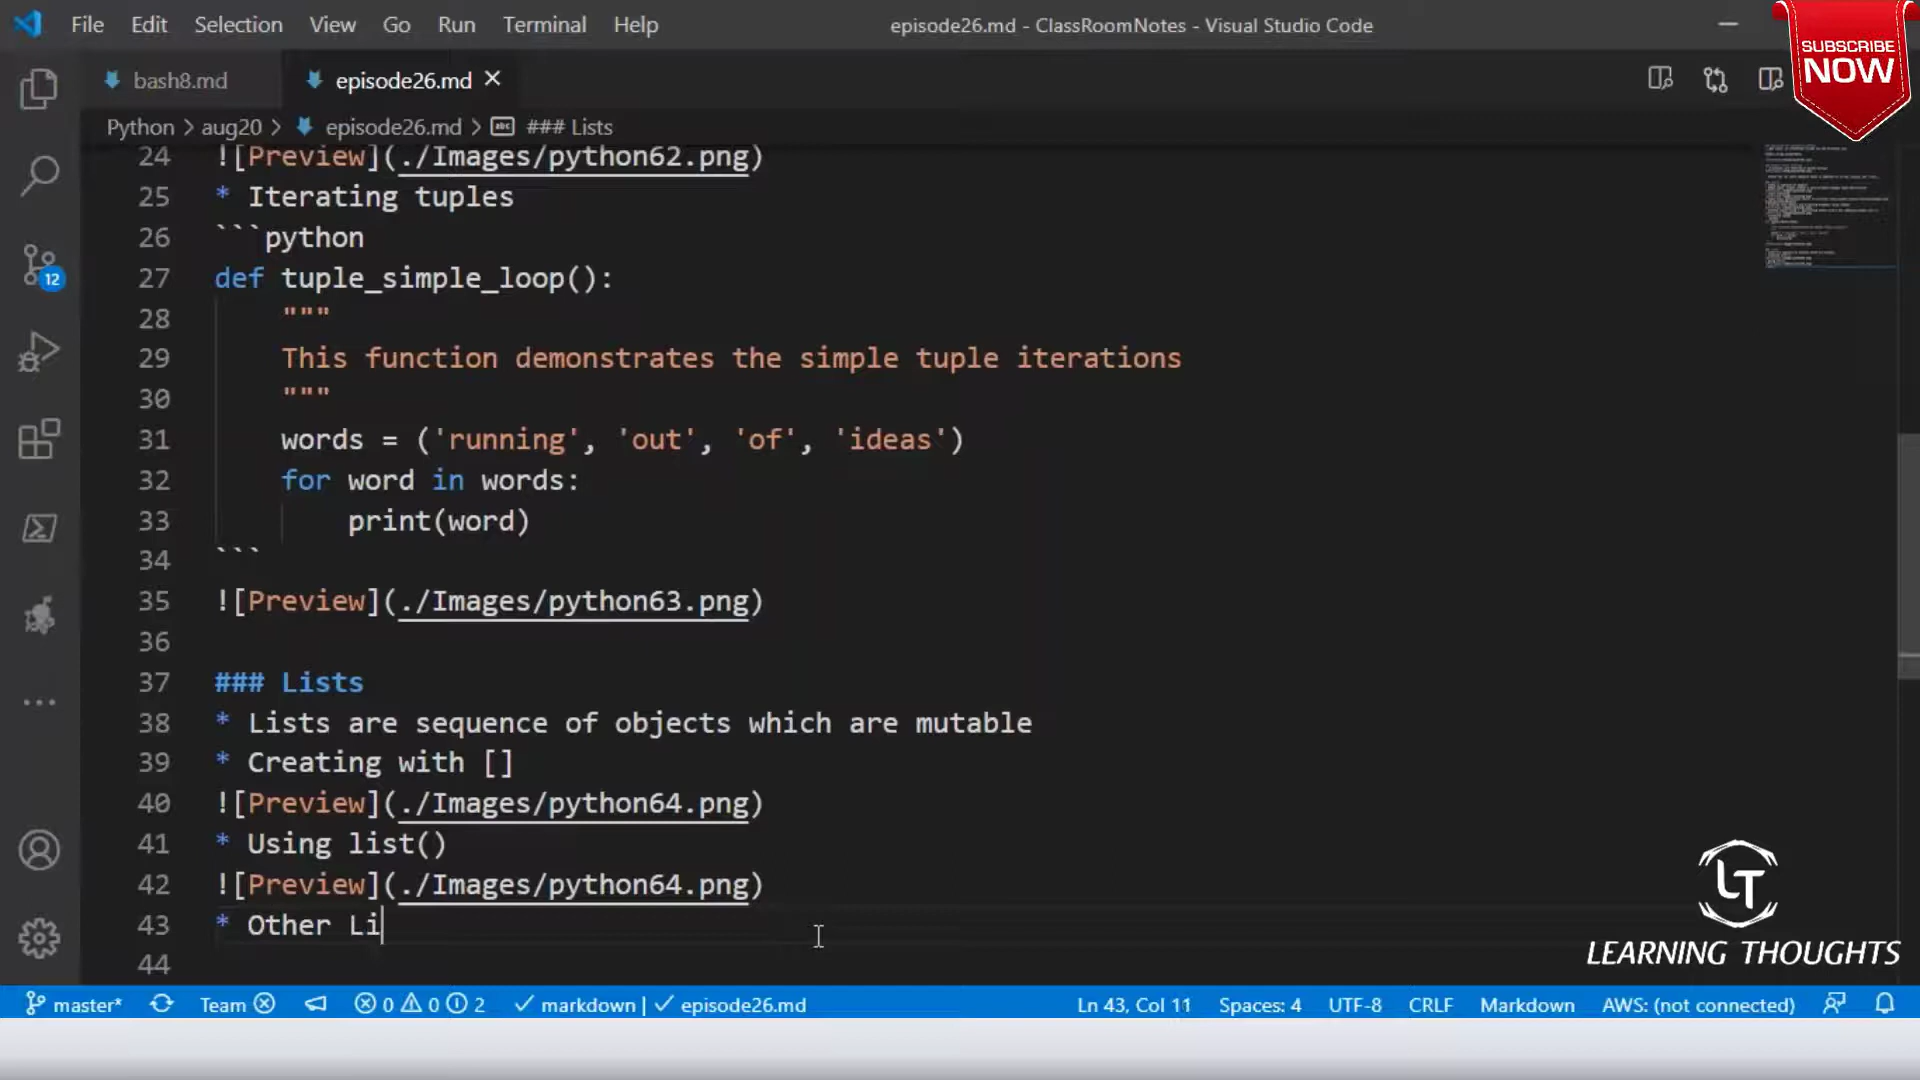 File Edit Selection View Go Run Terminal Help episode26.md - ClassRoomNotes - Visual Studio Code
SUBSCRIBE
NOW
bash8.md episode26.md
Python > aug20 > episode26.md > ### Lists
24 ![Preview](./Images/python62.png)
25 * Iterating tuples
26 ```python
27 def tuple_simple_loop():
28 """
29 This function demonstrates the simple tuple iterations
30 """
31 words = ('running', 'out', 'of', 'ideas')
32 for word in words:
33 print(word)
34 ```
35 ![Preview](./Images/python63.png)
36
37 ### Lists
38 * Lists are sequence of objects which are mutable
39 * Creating with []
40 ![Preview](./Images/python64.png)
41 * Using list()
42 ![Preview](./Images/python64.png)
43 * Other Li
44
12
LT
LEARNING THOUGHTS
master* Team 0 0 2 markdown | episode26.md Ln 43, Col 11 Spaces: 4 UTF-8 CRLF Markdown AWS: (not connected)